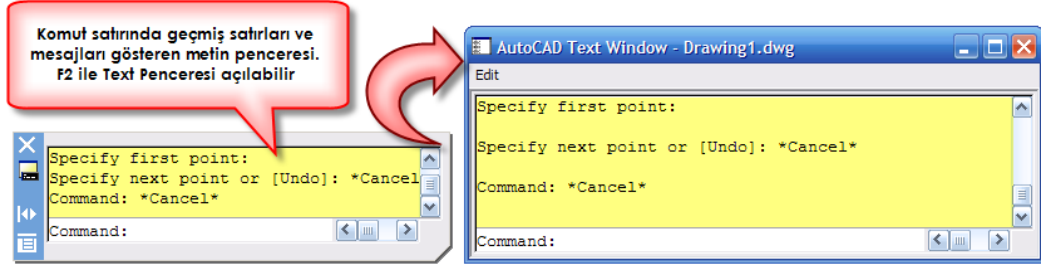 Komut satırında geçmiş satırları ve
mesajları gösteren metin penceresi.
F2 ile Text Penceresi açılabilir
Specify first point:
Specify next point or [Undo]: *Cancel
Command: *Cancel*
Command:
AutoCAD Text Window - Drawing1.dwg
Edit
Specify first point:
Specify next point or [Undo]: *Cancel*
Command: *Cancel*
Command: